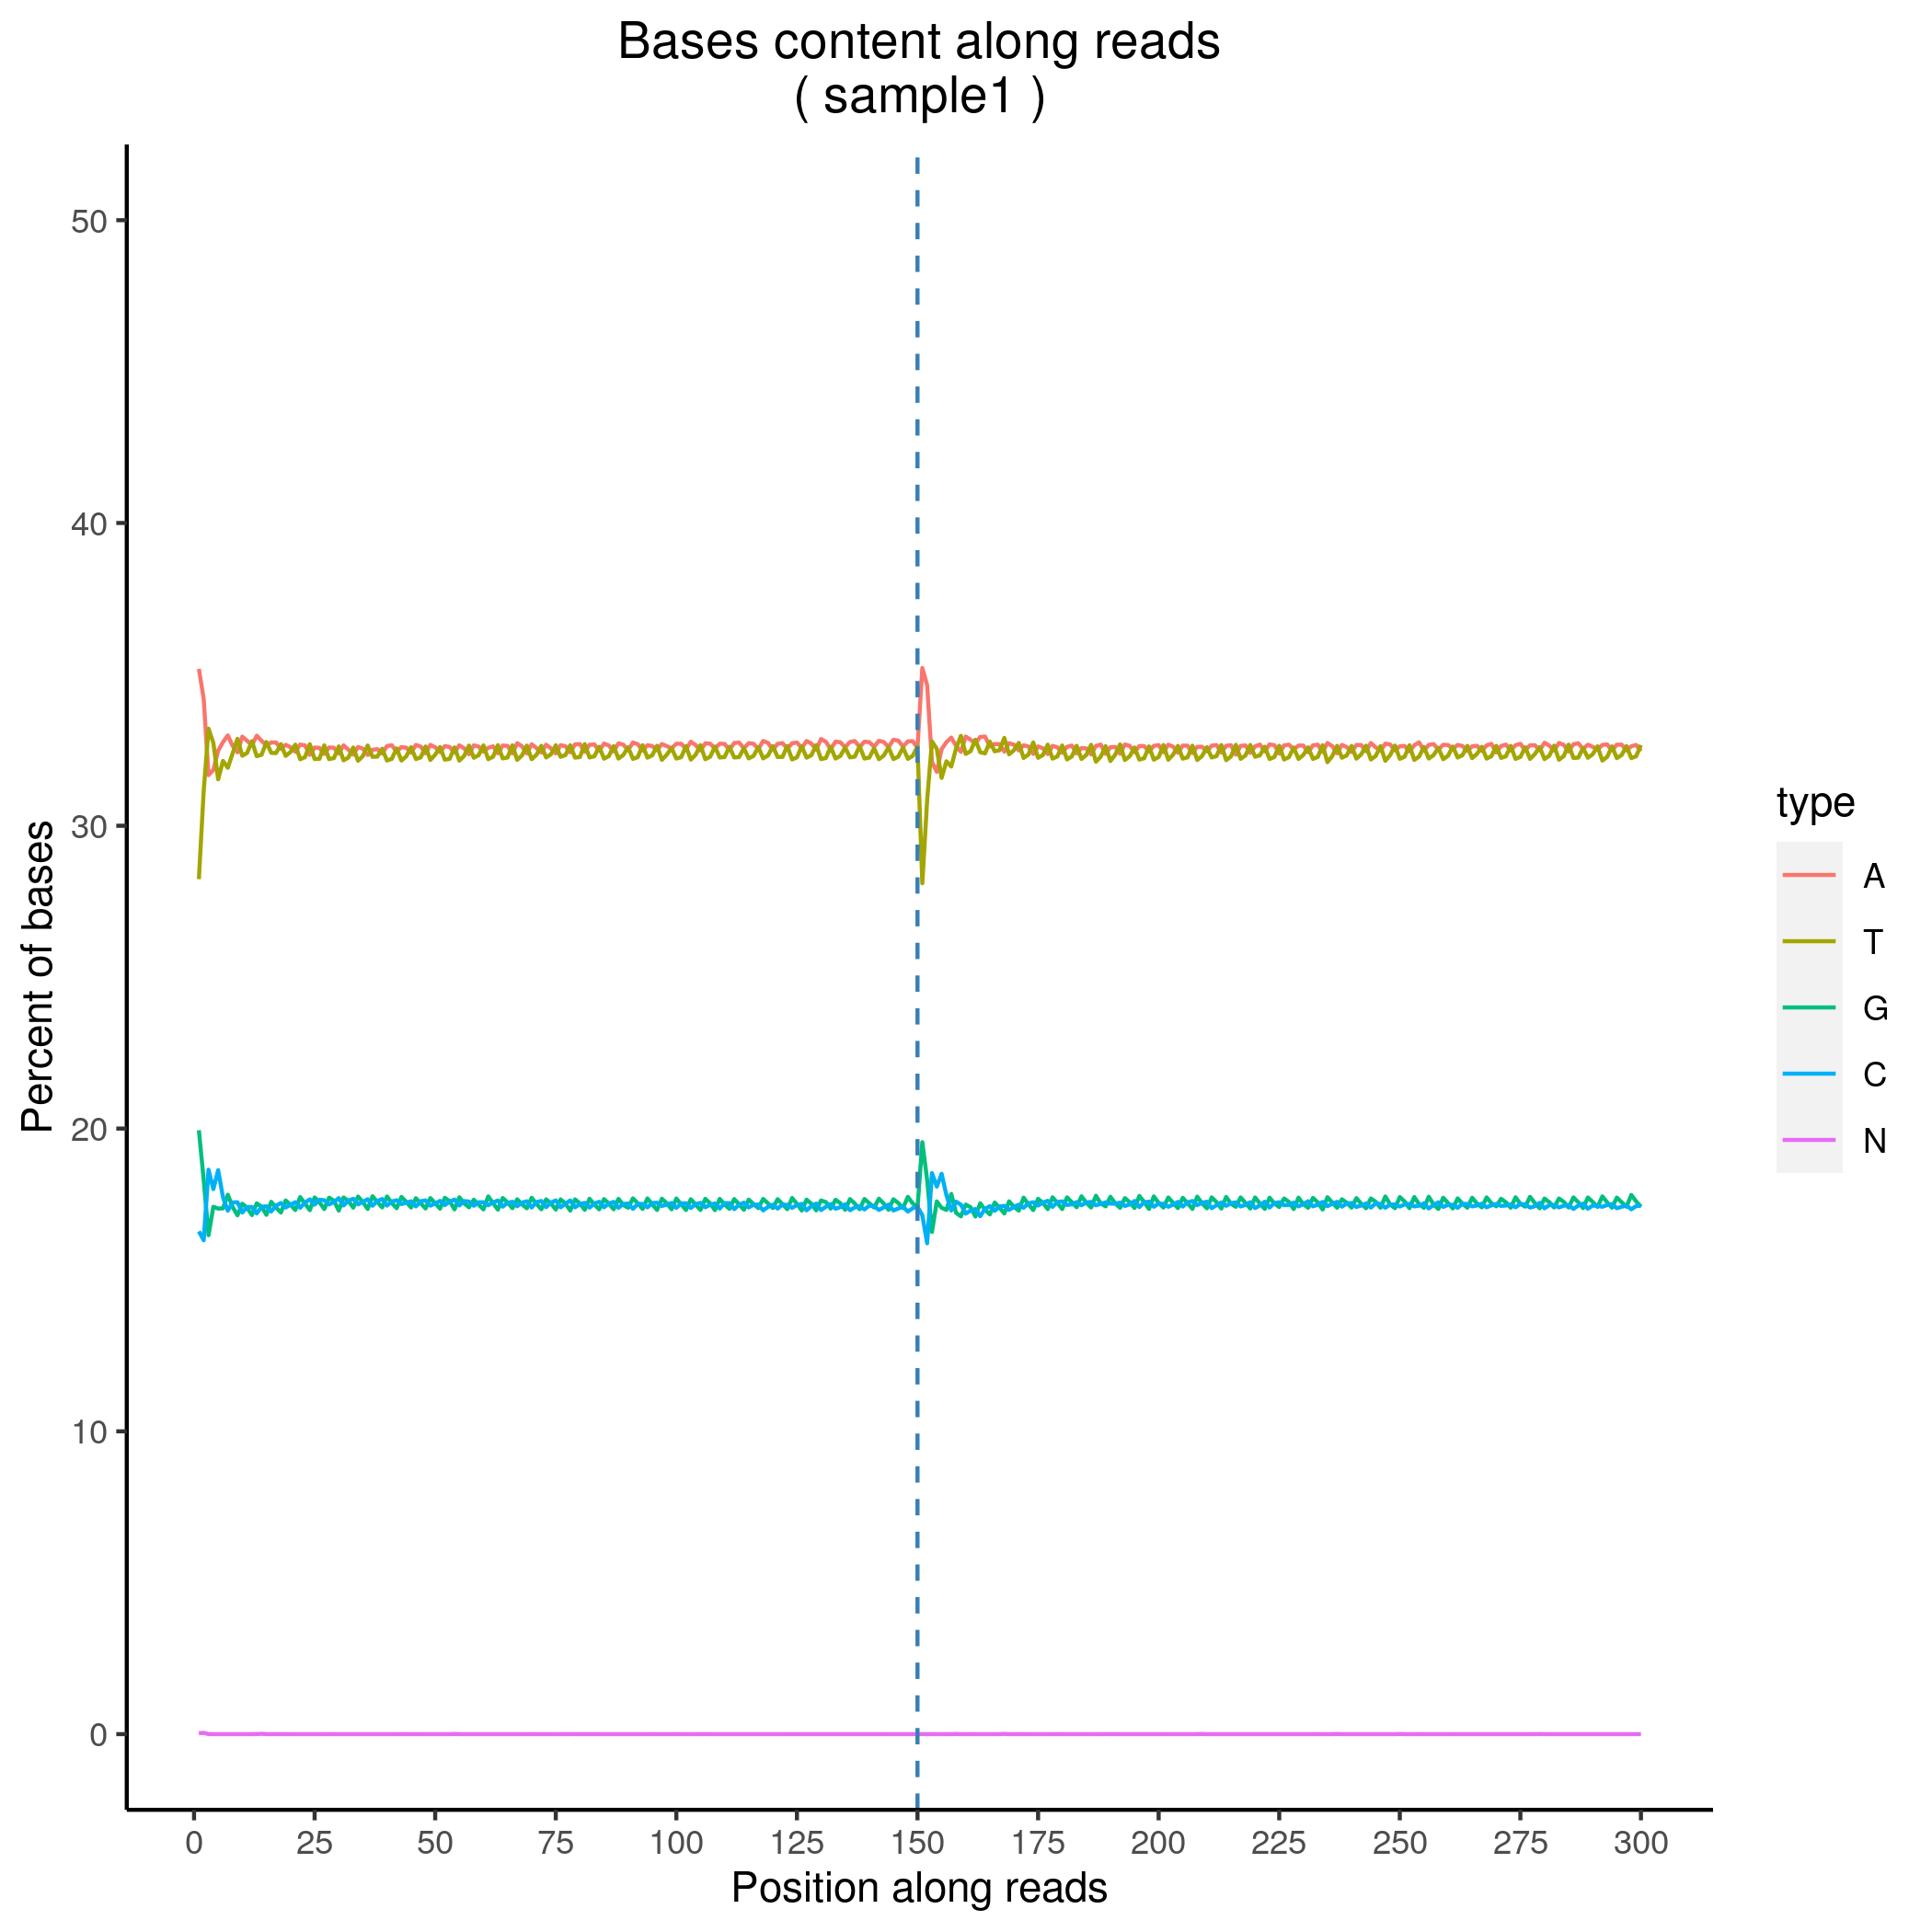 Bases content along reads
( sample1 )
Percent of bases
50
40
30
20
10
0
0 25 50 75 100 125 150 175 200 225 250 275 300
Position along reads
type
A
T
G
C
N